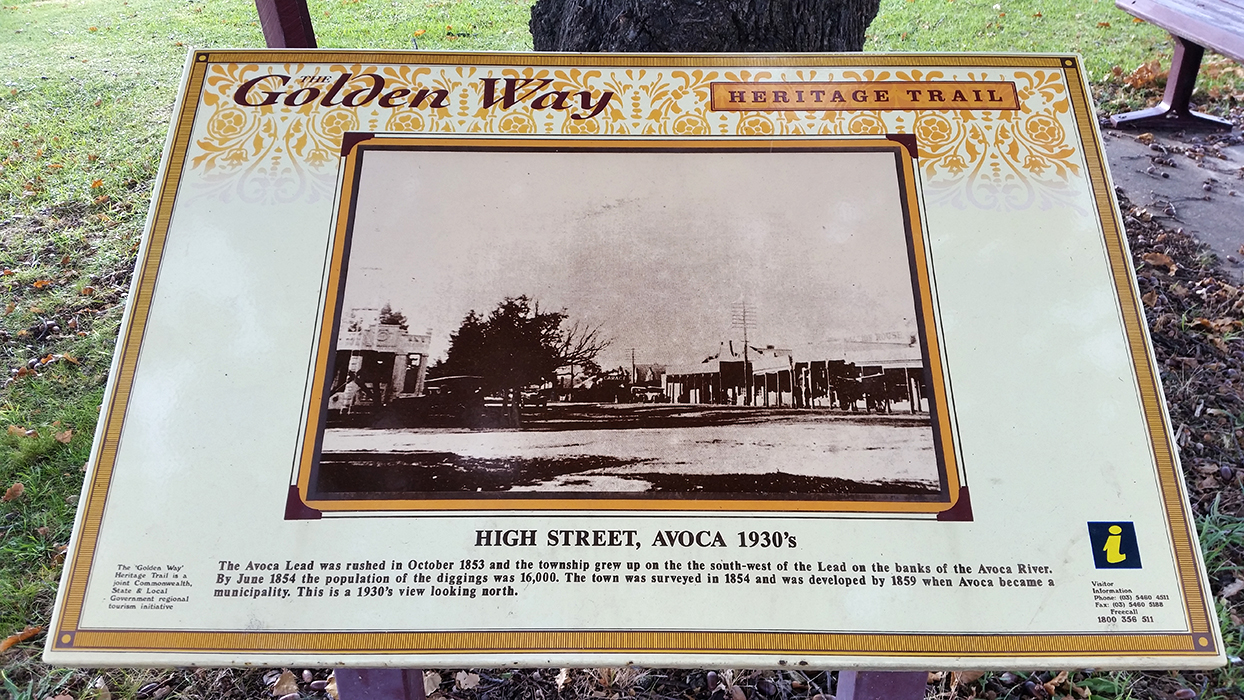 THE
Golden Way
HERITAGE TRAIL
HIGH STREET, AVOCA 1930's
The Avoca Lead was rushed in October 1853 and the township grew up on the the south-west of the Lead on the banks of the Avoca River.
By June 1854 the population of the diggings was 16,000. The town was surveyed in 1854 and was developed by 1859 when Avoca became a
municipality. This is a 1930's view looking north.
The 'Golden Way'
Heritage Trail is a
joint Commonwealth,
State & Local
Government regional
tourism initiative
i
Visitor
Information
Phone: (03) 5460 4511
Fax: (03) 5460 5188
Freecall
1800 356 511